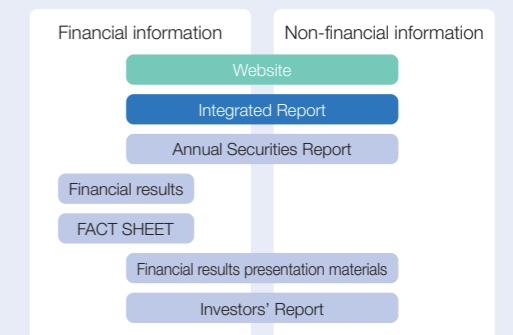 Financial information
Non-financial information
Website
Integrated Report
Annual Securities Report
Financial results
FACT SHEET
Financial results presentation materials
Investors’ Report